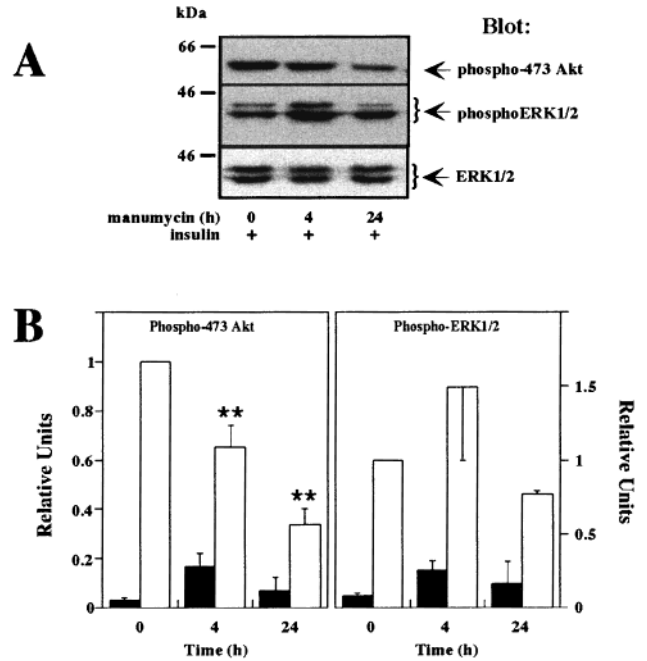 kDa
Blot:
A
66
phospho-473 Akt
46
phosphoERK1/2
46
ERK1/2
manumycin (h) 0 4 24
insulin + + +
B
Phospho-473 Akt
Phospho-ERK1/2
1
0.8
0.6
0.4
0.2
0
Relative Units
**
**
1.5
1
0.5
0
Relative Units
0 4 24
0 4 24
Time (h)
Time (h)